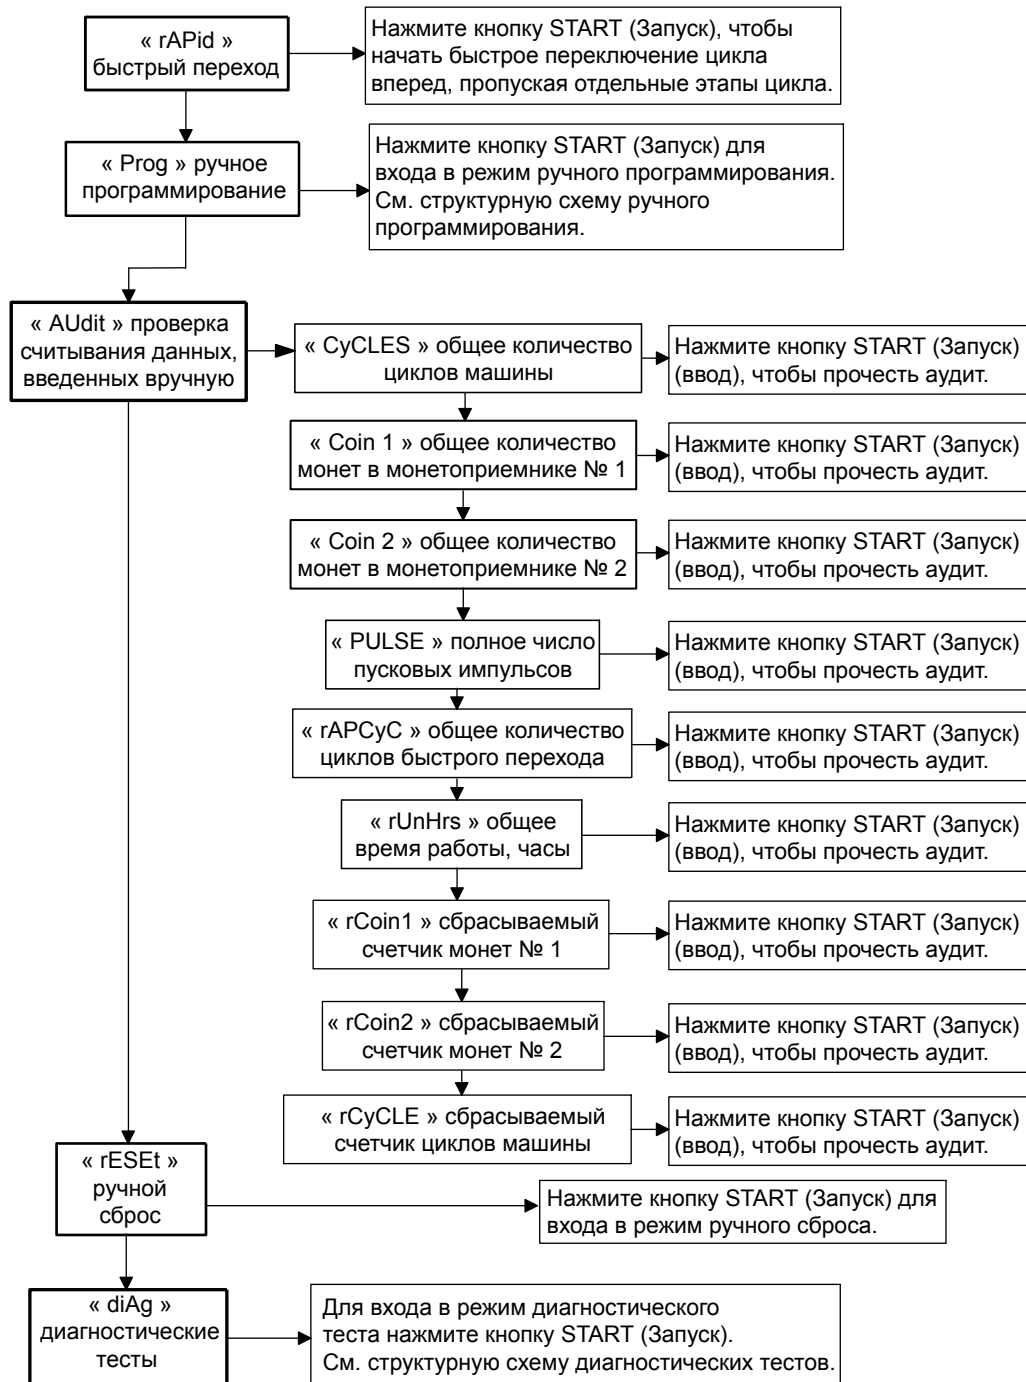 « rAPid »
быстрый переход
Нажмите кнопку START (Запуск), чтобы
начать быстрое переключение цикла
вперед, пропуская отдельные этапы цикла.
« Prog » ручное
программирование
Нажмите кнопку START (Запуск) для
входа в режим ручного программирования.
См. структурную схему ручного
программирования.
« AUdit » проверка
считывания данных,
введенных вручную
« CyCLES » общее количество
циклов машины
Нажмите кнопку START (Запуск)
(ввод), чтобы прочесть аудит.
« Coin 1 » общее количество
монет в монетоприемнике № 1
Нажмите кнопку START (Запуск)
(ввод), чтобы прочесть аудит.
« Coin 2 » общее количество
монет в монетоприемнике № 2
Нажмите кнопку START (Запуск)
(ввод), чтобы прочесть аудит.
« PULSE » полное число
пусковых импульсов
Нажмите кнопку START (Запуск)
(ввод), чтобы прочесть аудит.
« rAPCyC » общее количество
циклов быстрого перехода
Нажмите кнопку START (Запуск)
(ввод), чтобы прочесть аудит.
« rUnHrs » общее
время работы, часы
Нажмите кнопку START (Запуск)
(ввод), чтобы прочесть аудит.
« rCoin1 » сбрасываемый
счетчик монет № 1
Нажмите кнопку START (Запуск)
(ввод), чтобы прочесть аудит.
« rCoin2 » сбрасываемый
счетчик монет № 2
Нажмите кнопку START (Запуск)
(ввод), чтобы прочесть аудит.
« rCyCLE » сбрасываемый
счетчик циклов машины
Нажмите кнопку START (Запуск)
(ввод), чтобы прочесть аудит.
« rESEt »
ручной
сброс
Нажмите кнопку START (Запуск) для
входа в режим ручного сброса.
« diAg »
диагностические
тесты
Для входа в режим диагностического
теста нажмите кнопку START (Запуск).
См. структурную схему диагностических тестов.